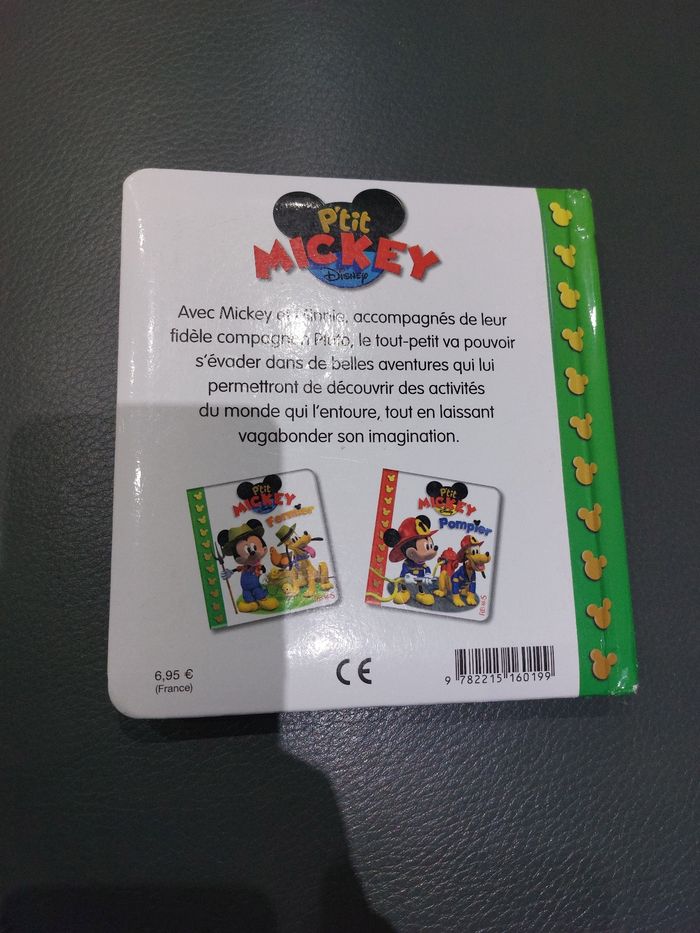 P'tit
MICKEY
Disney
Avec Mickey et Minnie, accompagnés de leur
fidèle compagnon Pluto, le tout-petit va pouvoir
s'évader dans de belles aventures qui lui
permettront de découvrir des activités
du monde qui l'entoure, tout en laissant
vagabonder son imagination.
P'tit
MICKEY
Fermier
P'tit
MICKEY
Pompier
6,95 €
(France)
CE
9 782215 160199